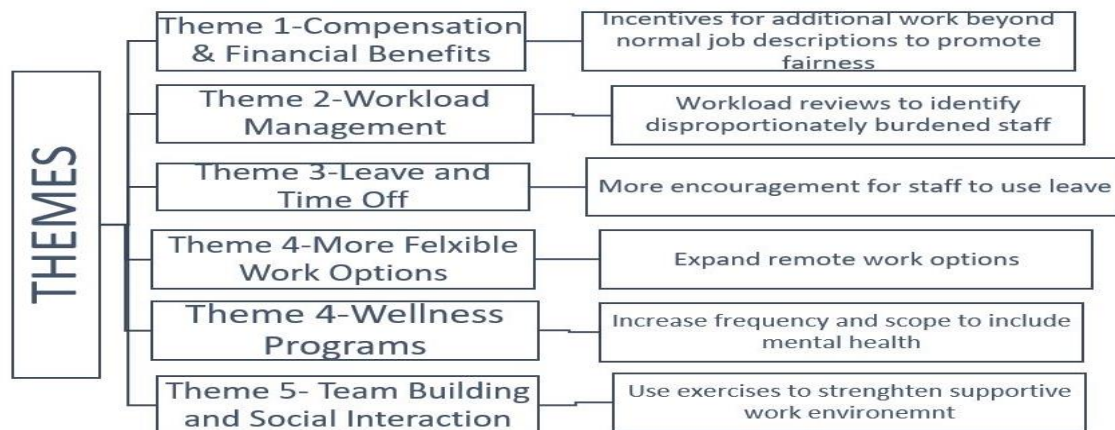 THEMES
Theme 1-Compensation
& Financial Benefits
Incentives for additional work beyond
normal job descriptions to promote
fairness
Theme 2-Workload
Management
Workload reviews to identify
disproportionately burdened staff
Theme 3-Leave and
Time Off
More encouragement for staff to use leave
Theme 4-More Felxible
Work Options
Expand remote work options
Theme 4-Wellness
Programs
Increase frequency and scope to include
mental health
Theme 5- Team Building
and Social Interaction
Use exercises to strenghten supportive
work environemnt